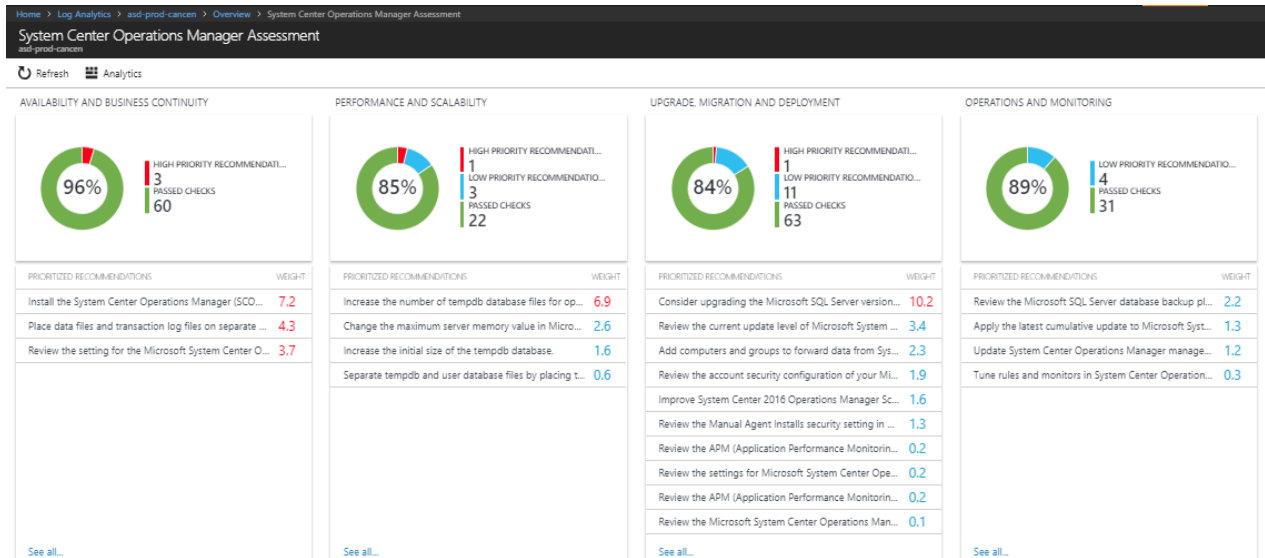 Home > Log Analytics > asd-prod-cancen > Overview > System Center Operations Manager Assessment
System Center Operations Manager Assessment
asd-prod-cancen
Refresh Analytics
AVAILABILITY AND BUSINESS CONTINUITY
96%
HIGH PRIORITY RECOMMENDATI...
3
PASSED CHECKS
60
PRIORITIZED RECOMMENDATIONS WEIGHT
Install the System Center Operations Manager (SCO... 7.2
Place data files and transaction log files on separate ... 4.3
Review the setting for the Microsoft System Center O... 3.7
See all...
PERFORMANCE AND SCALABILITY
85%
HIGH PRIORITY RECOMMENDATI...
1
LOW PRIORITY RECOMMENDATIO...
3
PASSED CHECKS
22
PRIORITIZED RECOMMENDATIONS WEIGHT
Increase the number of tempdb database files for op... 6.9
Change the maximum server memory value in Micro... 2.6
Increase the initial size of the tempdb database. 1.6
Separate tempdb and user database files by placing t... 0.6
See all...
UPGRADE, MIGRATION AND DEPLOYMENT
84%
HIGH PRIORITY RECOMMENDATI...
1
LOW PRIORITY RECOMMENDATIO...
11
PASSED CHECKS
63
PRIORITIZED RECOMMENDATIONS WEIGHT
Consider upgrading the Microsoft SQL Server version... 10.2
Review the current update level of Microsoft System ... 3.4
Add computers and groups to forward data from Sys... 2.3
Review the account security configuration of your Mi... 1.9
Improve System Center 2016 Operations Manager Sc... 1.6
Review the Manual Agent Installs security setting in ... 1.3
Review the APM (Application Performance Monitorin... 0.2
Review the settings for Microsoft System Center Ope... 0.2
Review the APM (Application Performance Monitorin... 0.2
Review the Microsoft System Center Operations Man... 0.1
See all...
OPERATIONS AND MONITORING
89%
LOW PRIORITY RECOMMENDATIO...
4
PASSED CHECKS
31
PRIORITIZED RECOMMENDATIONS WEIGHT
Review the Microsoft SQL Server database backup pl... 2.2
Apply the latest cumulative update to Microsoft Syst... 1.3
Update System Center Operations Manager manage... 1.2
Tune rules and monitors in System Center Operation... 0.3
See all...